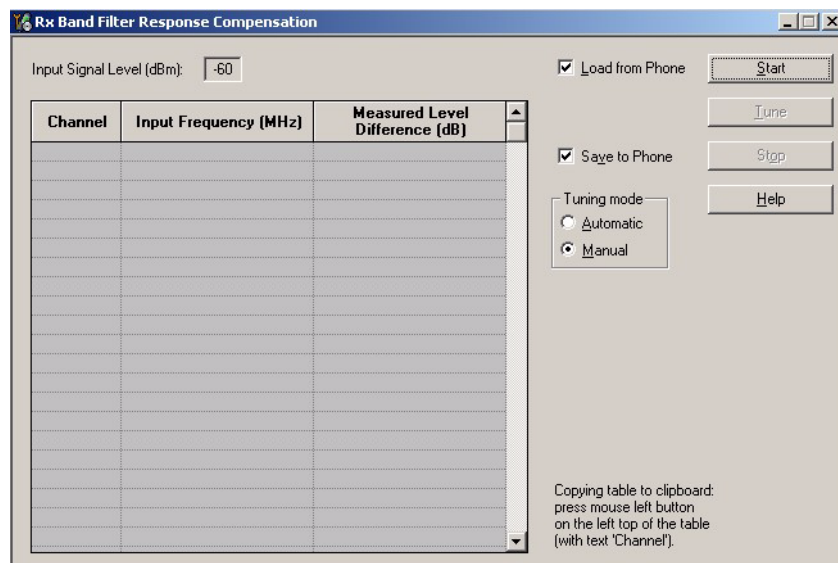 Rx Band Filter Response Compensation
Input Signal Level (dBm): -60
Channel
Input Frequency (MHz)
Measured Level
Difference (dB)
Load from Phone
Start
Tune
Save to Phone
Stop
Tuning mode
Automatic
Manual
Help
Copying table to clipboard:
press mouse left button
on the left top of the table
(with text 'Channel').